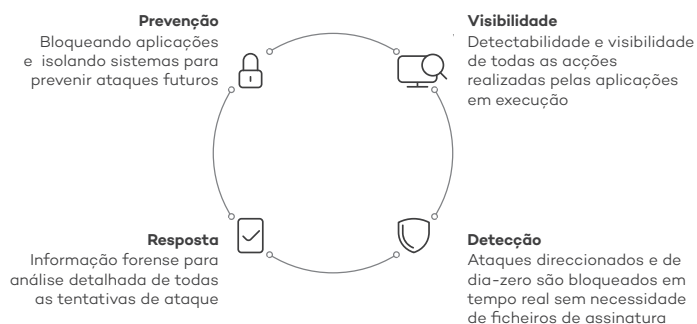 Prevenção
Bloqueando aplicações
e isolando sistemas para
prevenir ataques futuros
Visibilidade
Detectabilidade e visibilidade
de todas as acções
realizadas pelas aplicações
em execução
Resposta
Informação forense para
análise detalhada de todas
as tentativas de ataque
Detecção
Ataques direccionados e de
dia-zero são bloqueados em
tempo real sem necessidade
de ficheiros de assinatura